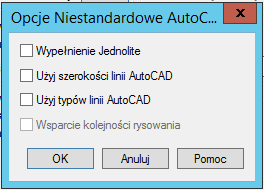 Opcje Niestandardowe AutoC...
Wypełnienie Jednolite
Użyj szerokości linii AutoCAD
Użyj typów linii AutoCAD
Wsparcie kolejności rysowania
OK Anuluj Pomoc